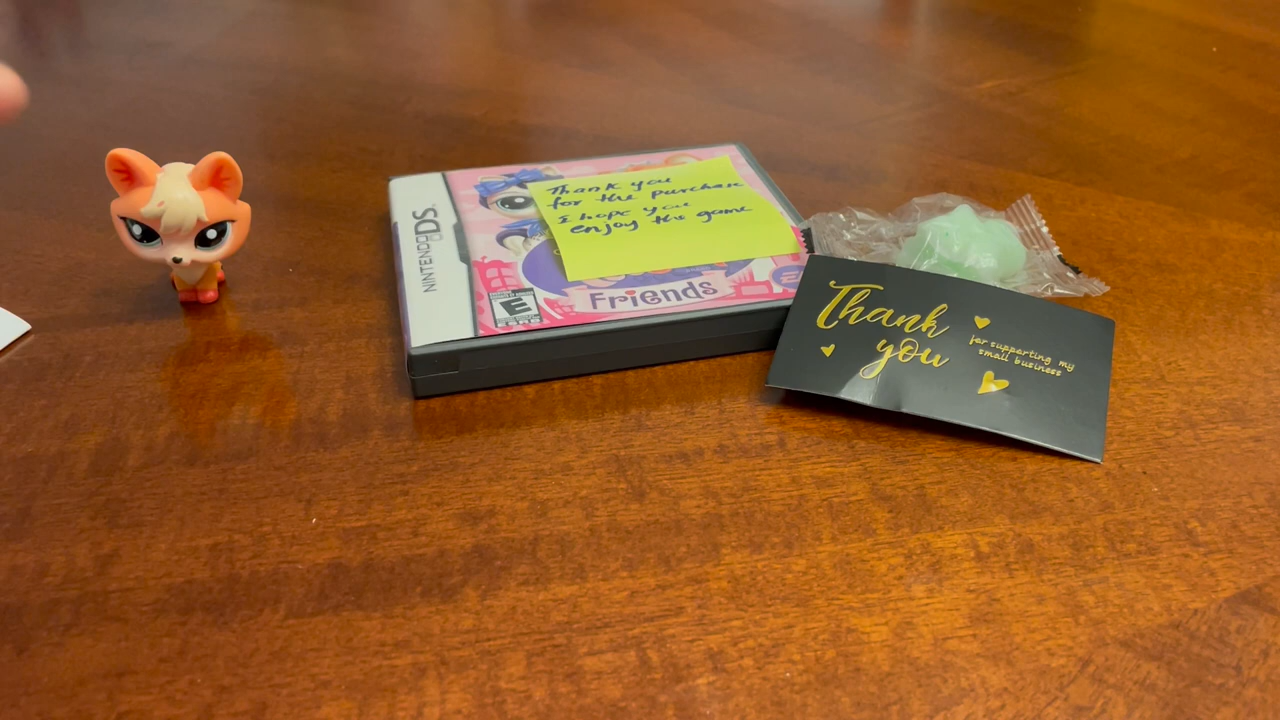 NINTENDO DS
Thank you
for the purchase
I hope you
enjoy the game
Friends
E
ESRB
Thank
you
for supporting my
small business